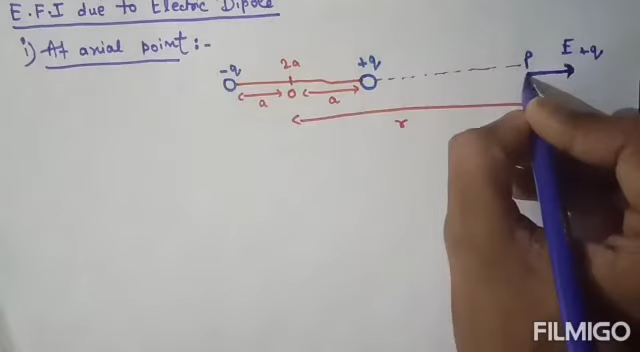 E.F.I due to Electric Dipole
i) At axial point :-
-q 2a +q P E+q
a o a
r
FILMIGO